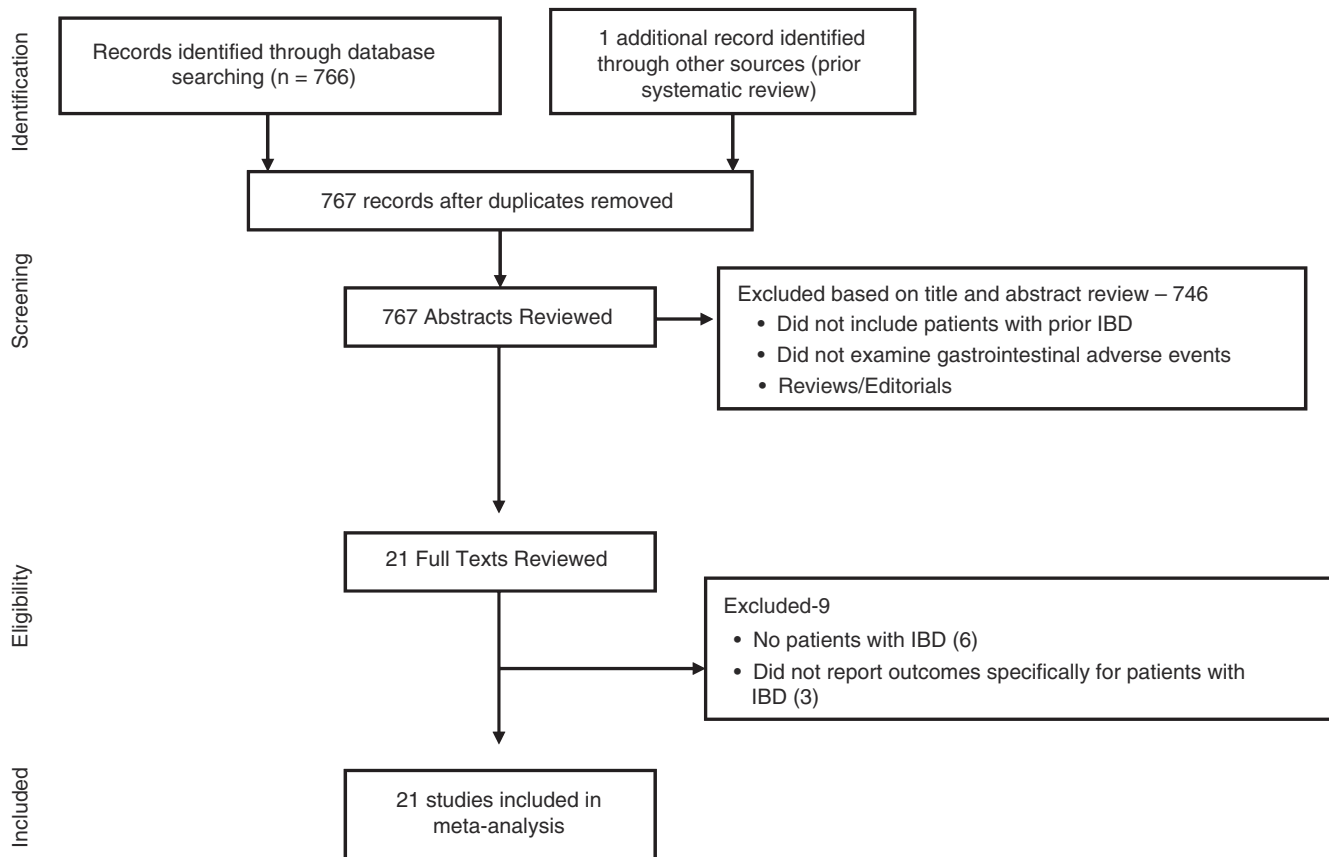 Identification
Records identified through database
searching (n = 766)
1 additional record identified
through other sources (prior
systematic review)
767 records after duplicates removed
Screening
767 Abstracts Reviewed
Excluded based on title and abstract review – 746
• Did not include patients with prior IBD
• Did not examine gastrointestinal adverse events
• Reviews/Editorials
Eligibility
21 Full Texts Reviewed
Excluded-9
• No patients with IBD (6)
• Did not report outcomes specifically for patients with
IBD (3)
Included
21 studies included in
meta-analysis